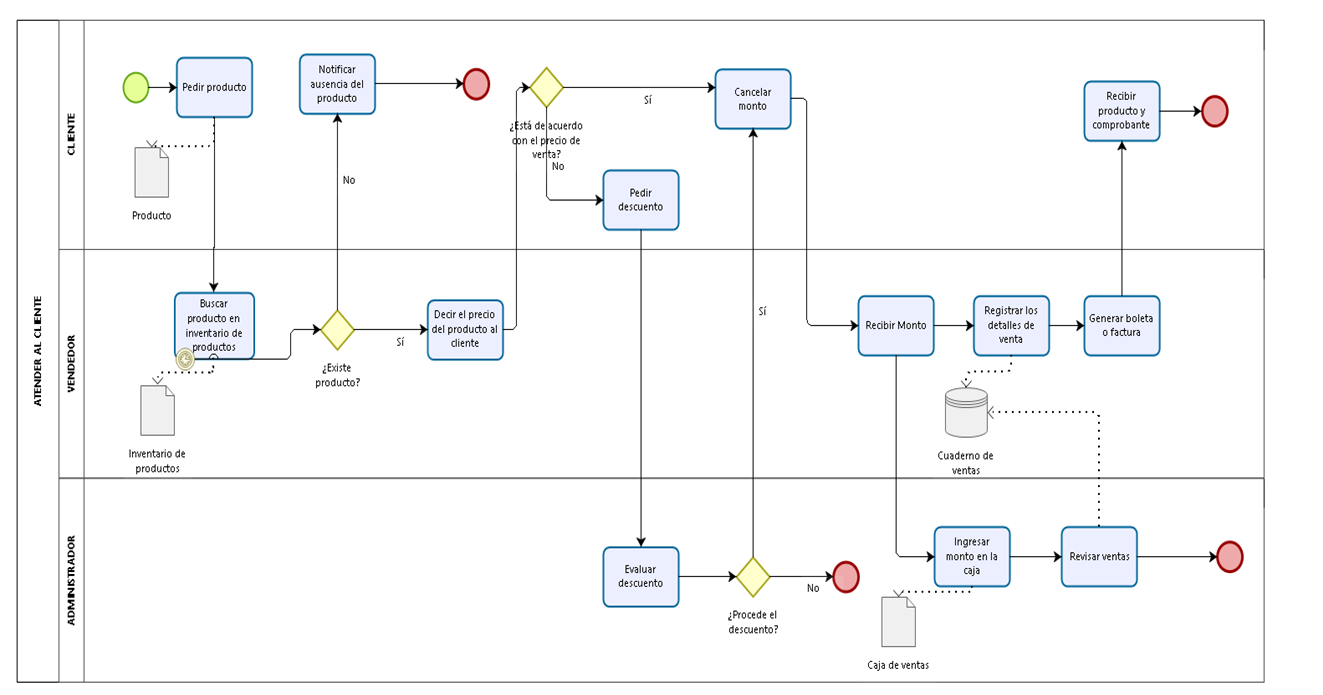 ATENDER AL CLIENTE
CLIENTE
Pedir producto
Producto
Notificar
ausencia del
producto
No
¿Está de acuerdo
con el precio de
venta?
Sí
No
Pedir
descuento
Cancelar
monto
Sí
Recibir
producto y
comprobante
VENDEDOR
Buscar
producto en
inventario de
productos
Inventario de
productos
¿Existe
producto?
Sí
Decir el precio
del producto al
cliente
Recibir Monto
Registrar los
detalles de
venta
Generar boleta
o factura
Cuaderno de
ventas
ADMINISTRADOR
Evaluar
descuento
¿Procede el
descuento?
No
Ingresar
monto en la
caja
Caja de ventas
Revisar ventas